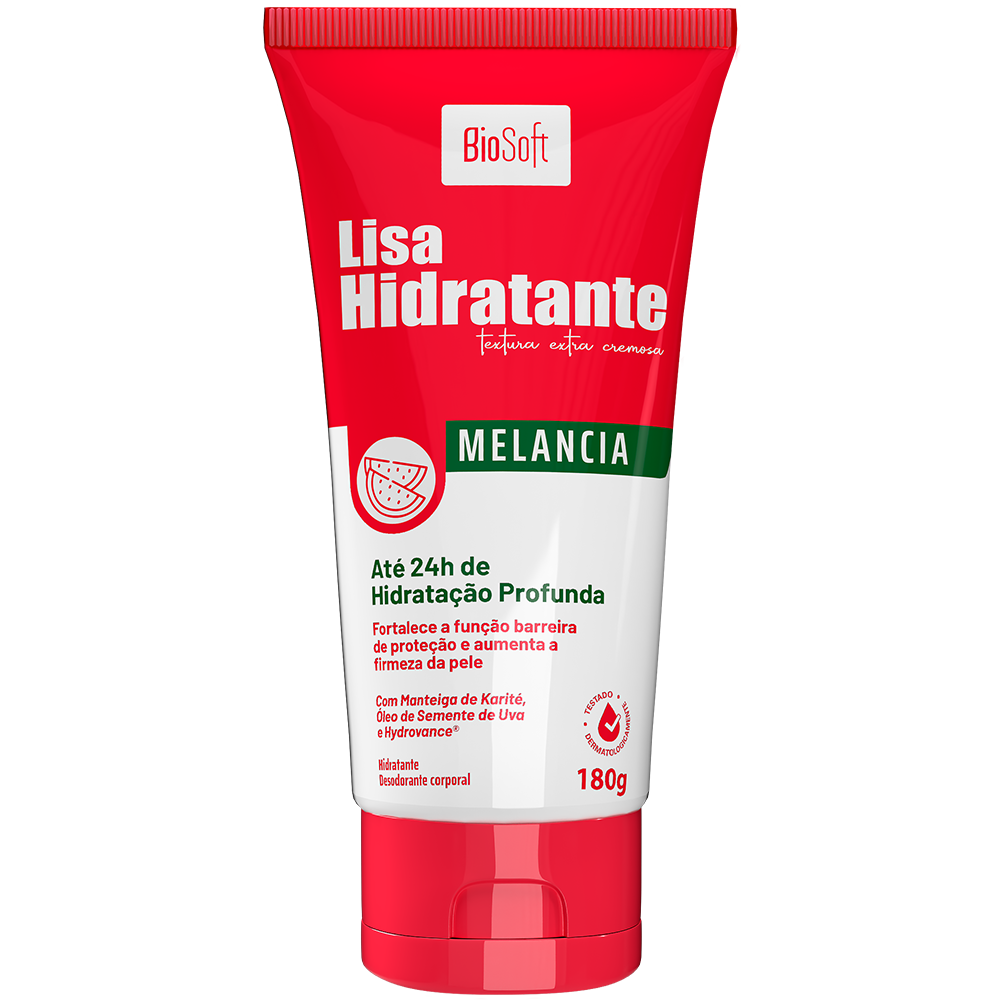 BioSoft
Lisa
Hidratante
textura extra cremosa
MELANCIA
Até 24h de
Hidratação Profunda
Fortalece a função barreira
de proteção e aumenta a
firmeza da pele
Com Manteiga de Karité,
Óleo de Semente de Uva
e Hydrovance®
Hidratante
Desodorante corporal
TESTADO
DERMATOLOGICAMENTE
180g